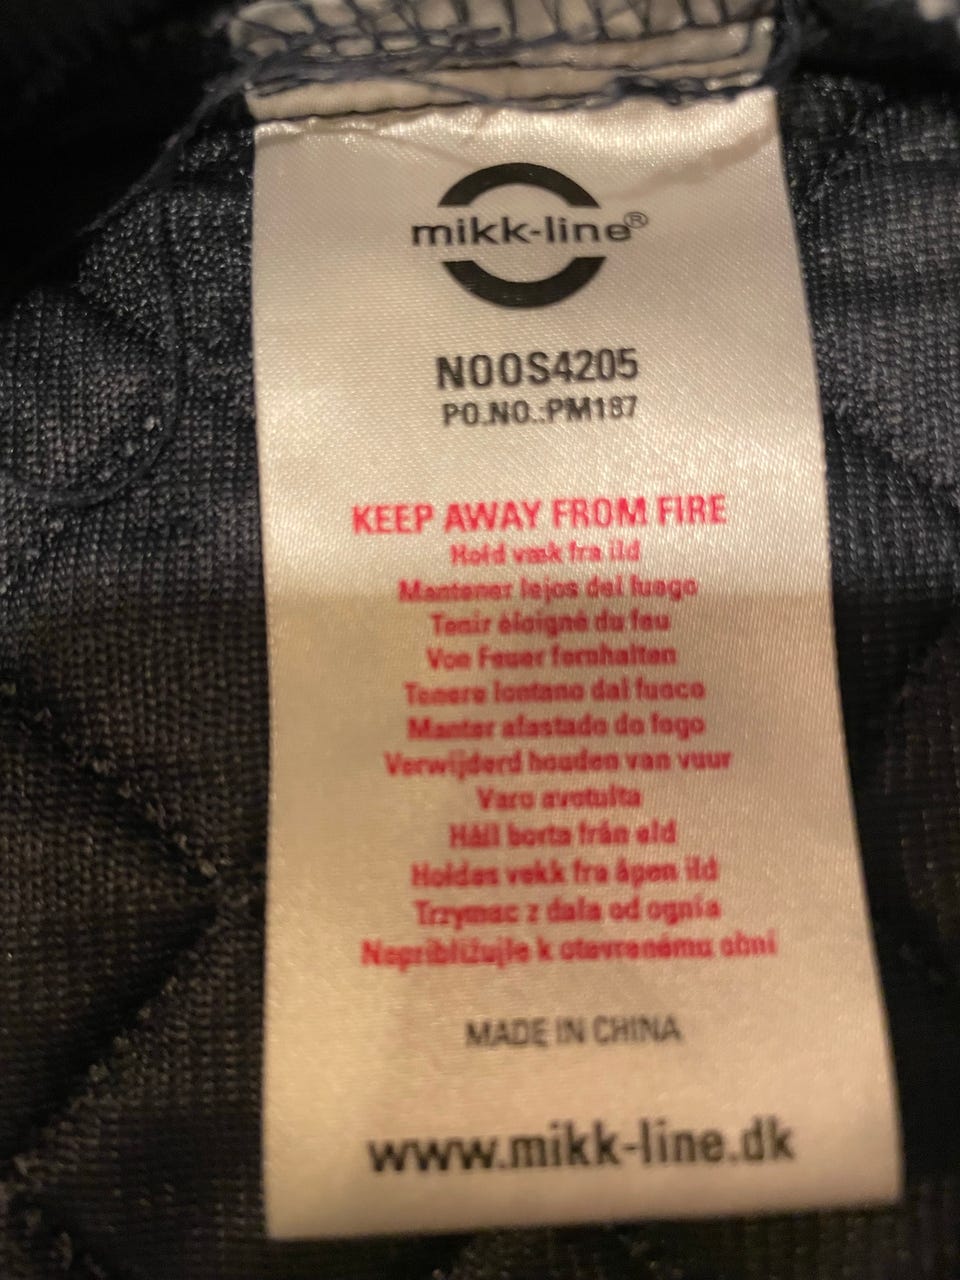 mikk-line®
NOOS4205
PO.NO.:PM187
KEEP AWAY FROM FIRE
Hold væk fra ild
Mantener lejos del fuego
Tenir éloigné du feu
Von Feuer fernhalten
Tenere lontano dal fuoco
Manter afastado do fogo
Verwijderd houden van vuur
Varo avotulta
Håll borta från eld
Holdes vekk fra åpen ild
Trzymac z dala od ognia
Nepribližujte k otevrenému ohni
MADE IN CHINA
www.mikk-line.dk